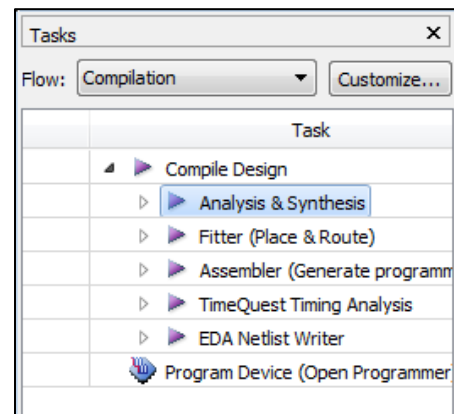 Tasks
Flow: Compilation Customize...
Task
Compile Design
Analysis & Synthesis
Fitter (Place & Route)
Assembler (Generate programm
TimeQuest Timing Analysis
EDA Netlist Writer
Program Device (Open Programmer